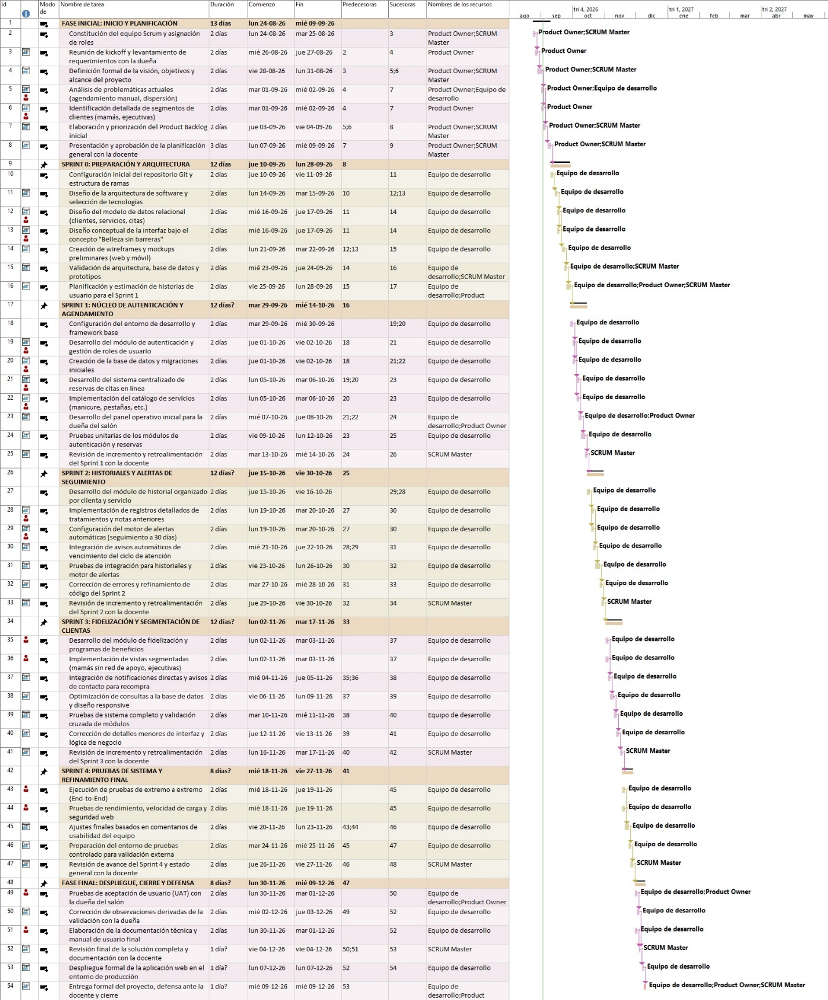 Id Modo de Nombre de tarea Duración Comienzo Fin Predecesoras Sucesoras Nombres de los recursos
tri 4, 2026 tri 1, 2027 tri 2, 2027
ago sep oct nov dic ene feb mar abr may
1 FASE INICIAL: INICIO Y PLANIFICACIÓN 13 días lun 24-08-26 mié 09-09-26
2 Constitución del equipo Scrum y asignación de roles 2 días lun 24-08-26 mar 25-08-26 3 Product Owner;SCRUM Master Product Owner;SCRUM Master
3 Reunión de kickoff y levantamiento de requerimientos con la dueña 2 días mié 26-08-26 jue 27-08-26 2 4 Product Owner Product Owner
4 Definición formal de la visión, objetivos y alcance del proyecto 2 días vie 28-08-26 lun 31-08-26 3 5;6 Product Owner;SCRUM Master Product Owner;SCRUM Master
5 Análisis de problemáticas actuales (agendamiento manual, dispersión) 2 días mar 01-09-26 mié 02-09-26 4 7 Product Owner;Equipo de desarrollo Product Owner;Equipo de desarrollo
6 Identificación detallada de segmentos de clientes (mamás, ejecutivas) 2 días mar 01-09-26 mié 02-09-26 4 7 Product Owner Product Owner
7 Elaboración y priorización del Product Backlog inicial 2 días jue 03-09-26 vie 04-09-26 5;6 8 Product Owner;SCRUM Master Product Owner;SCRUM Master
8 Presentación y aprobación de la planificación general con la docente 3 días lun 07-09-26 mié 09-09-26 7 9 Product Owner;SCRUM Master Product Owner;SCRUM Master
9 SPRINT 0: PREPARACIÓN Y ARQUITECTURA 12 días jue 10-09-26 lun 28-09-26 8
10 Configuración inicial del repositorio Git y estructura de ramas 2 días jue 10-09-26 vie 11-09-26 11 Equipo de desarrollo Equipo de desarrollo
11 Diseño de la arquitectura de software y selección de tecnologías 2 días lun 14-09-26 mar 15-09-26 10 12;13 Equipo de desarrollo Equipo de desarrollo
12 Diseño del modelo de datos relacional (clientes, servicios, citas) 2 días mié 16-09-26 jue 17-09-26 11 14 Equipo de desarrollo Equipo de desarrollo
13 Diseño conceptual de la interfaz bajo el concepto "Belleza sin barreras" 2 días mié 16-09-26 jue 17-09-26 11 14 Equipo de desarrollo Equipo de desarrollo
14 Creación de wireframes y mockups preliminares (web y móvil) 2 días lun 21-09-26 mar 22-09-26 12;13 15 Equipo de desarrollo Equipo de desarrollo
15 Validación de arquitectura, base de datos y prototipos 2 días mié 23-09-26 jue 24-09-26 14 16 Equipo de desarrollo;SCRUM Master Equipo de desarrollo;SCRUM Master
16 Planificación y estimación de historias de usuario para el Sprint 1 2 días vie 25-09-26 lun 28-09-26 15 17 Equipo de desarrollo;Product Equipo de desarrollo;Product Owner;SCRUM Master
17 SPRINT 1: NÚCLEO DE AUTENTICACIÓN Y AGENDAMIENTO 12 días? mar 29-09-26 mié 14-10-26 16
18 Configuración del entorno de desarrollo y framework base 2 días mar 29-09-26 mié 30-09-26 19;20 Equipo de desarrollo Equipo de desarrollo
19 Desarrollo del módulo de autenticación y gestión de roles de usuario 2 días jue 01-10-26 vie 02-10-26 18 21 Equipo de desarrollo Equipo de desarrollo
20 Creación de la base de datos y migraciones iniciales 2 días jue 01-10-26 vie 02-10-26 18 21;22 Equipo de desarrollo Equipo de desarrollo
21 Desarrollo del sistema centralizado de reservas de citas en línea 2 días lun 05-10-26 mar 06-10-26 19;20 23 Equipo de desarrollo Equipo de desarrollo
22 Implementación del catálogo de servicios (manicure, pestañas, etc.) 2 días lun 05-10-26 mar 06-10-26 20 23 Equipo de desarrollo Equipo de desarrollo
23 Desarrollo del panel operativo inicial para la dueña del salón 2 días mié 07-10-26 jue 08-10-26 21;22 24 Equipo de desarrollo;Product Owner Equipo de desarrollo;Product Owner
24 Pruebas unitarias de los módulos de autenticación y reservas 2 días vie 09-10-26 lun 12-10-26 23 25 Equipo de desarrollo Equipo de desarrollo
25 Revisión de incremento y retroalimentación del Sprint 1 con la docente 2 días mar 13-10-26 mié 14-10-26 24 26 SCRUM Master SCRUM Master
26 SPRINT 2: HISTORIALES Y ALERTAS DE SEGUIMIENTO 12 días? jue 15-10-26 vie 30-10-26 25
27 Desarrollo del módulo de historial organizado por clienta y servicio 2 días jue 15-10-26 vie 16-10-26 29;28 Equipo de desarrollo Equipo de desarrollo
28 Implementación de registros detallados de tratamientos y notas anteriores 2 días lun 19-10-26 mar 20-10-26 27 30 Equipo de desarrollo Equipo de desarrollo
29 Configuración del motor de alertas automáticas (seguimiento a 30 días) 2 días lun 19-10-26 mar 20-10-26 27 30 Equipo de desarrollo Equipo de desarrollo
30 Integración de avisos automáticos de vencimiento del ciclo de atención 2 días mié 21-10-26 jue 22-10-26 28;29 31 Equipo de desarrollo Equipo de desarrollo
31 Pruebas de integración para historiales y motor de alertas 2 días vie 23-10-26 lun 26-10-26 30 32 Equipo de desarrollo Equipo de desarrollo
32 Corrección de errores y refinamiento de código del Sprint 2 2 días mar 27-10-26 mié 28-10-26 31 33 Equipo de desarrollo Equipo de desarrollo
33 Revisión de incremento y retroalimentación del Sprint 2 con la docente 2 días jue 29-10-26 vie 30-10-26 32 34 SCRUM Master SCRUM Master
34 SPRINT 3: FIDELIZACIÓN Y SEGMENTACIÓN DE CLIENTAS 12 días? lun 02-11-26 mar 17-11-26 33
35 Desarrollo del módulo de fidelización y programas de beneficios 2 días lun 02-11-26 mar 03-11-26 37 Equipo de desarrollo Equipo de desarrollo
36 Implementación de vistas segmentadas (mamás sin red de apoyo, ejecutivas) 2 días lun 02-11-26 mar 03-11-26 37 Equipo de desarrollo Equipo de desarrollo
37 Integración de notificaciones directas y avisos de contacto para recompra 2 días mié 04-11-26 jue 05-11-26 35;36 38 Equipo de desarrollo Equipo de desarrollo
38 Optimización de consultas a la base de datos y diseño responsive 2 días vie 06-11-26 lun 09-11-26 37 39 Equipo de desarrollo Equipo de desarrollo
39 Pruebas de sistema completo y validación cruzada de módulos 2 días mar 10-11-26 mié 11-11-26 38 40 Equipo de desarrollo Equipo de desarrollo
40 Corrección de detalles menores de interfaz y lógica de negocio 2 días jue 12-11-26 vie 13-11-26 39 41 Equipo de desarrollo Equipo de desarrollo
41 Revisión de incremento y retroalimentación del Sprint 3 con la docente 2 días lun 16-11-26 mar 17-11-26 40 42 SCRUM Master SCRUM Master
42 SPRINT 4: PRUEBAS DE SISTEMA Y REFINAMIENTO FINAL 8 días? mié 18-11-26 vie 27-11-26 41
43 Ejecución de pruebas de extremo a extremo (End-to-End) 2 días mié 18-11-26 jue 19-11-26 45 Equipo de desarrollo Equipo de desarrollo
44 Pruebas de rendimiento, velocidad de carga y seguridad web 2 días mié 18-11-26 jue 19-11-26 45 Equipo de desarrollo Equipo de desarrollo
45 Ajustes finales basados en comentarios de usabilidad del equipo 2 días vie 20-11-26 lun 23-11-26 43;44 46 Equipo de desarrollo Equipo de desarrollo
46 Preparación del entorno de pruebas controlado para validación externa 2 días mar 24-11-26 mié 25-11-26 45 47 Equipo de desarrollo Equipo de desarrollo
47 Revisión de avance del Sprint 4 y estado general con la docente 2 días jue 26-11-26 vie 27-11-26 46 48 SCRUM Master SCRUM Master
48 FASE FINAL: DESPLIEGUE, CIERRE Y DEFENSA 8 días? lun 30-11-26 mié 09-12-26 47
49 Pruebas de aceptación de usuario (UAT) con la dueña del salón 2 días lun 30-11-26 mar 01-12-26 50 Equipo de desarrollo;Product Owner Equipo de desarrollo;Product Owner
50 Corrección de observaciones derivadas de la validación con la dueña 2 días mié 02-12-26 jue 03-12-26 49 52 Equipo de desarrollo Equipo de desarrollo
51 Elaboración de la documentación técnica y manual de usuario final 2 días lun 30-11-26 mar 01-12-26 52 Equipo de desarrollo Equipo de desarrollo
52 Revisión final de la solución completa y documentación con la docente 1 día? vie 04-12-26 vie 04-12-26 50;51 53 SCRUM Master SCRUM Master
53 Despliegue formal de la aplicación web en el entorno de producción 1 día? lun 07-12-26 lun 07-12-26 52 54 Equipo de desarrollo Equipo de desarrollo
54 Entrega formal del proyecto, defensa ante la docente y cierre 1 día? mié 09-12-26 mié 09-12-26 53 Equipo de desarrollo;Product Equipo de desarrollo;Product Owner;SCRUM Master